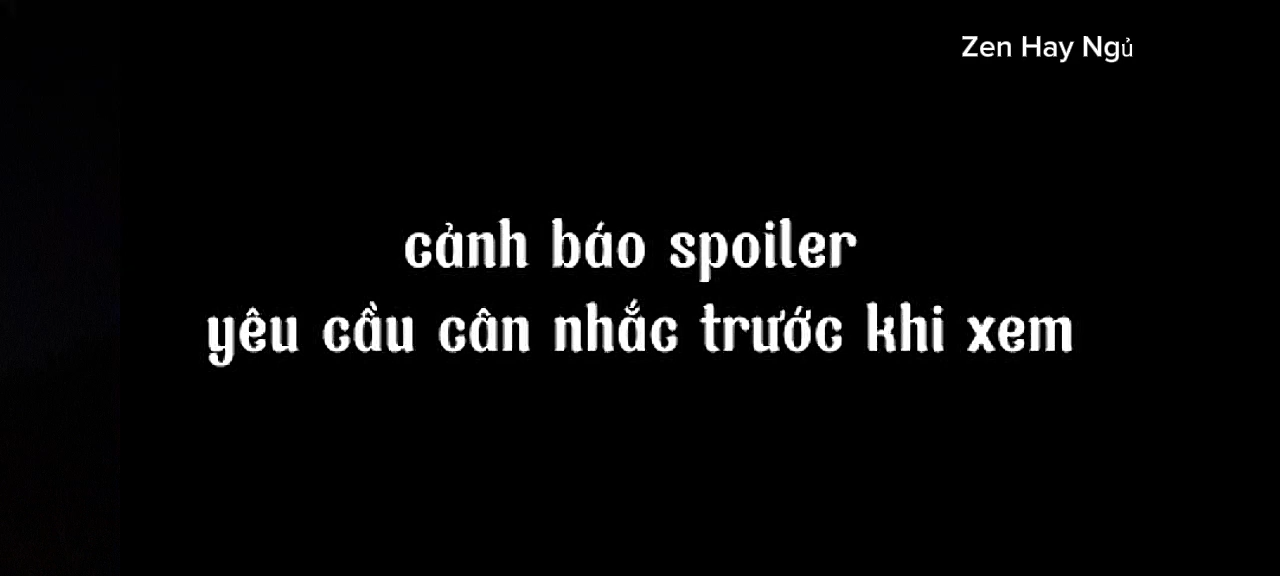 Zen Hay Ngủ
cảnh báo spoiler
yêu cầu cân nhắc trước khi xem